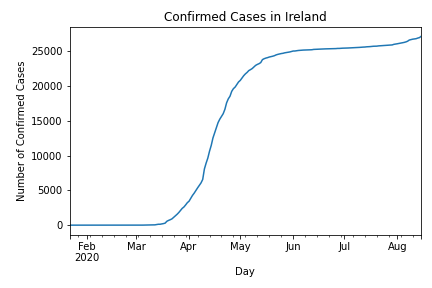 Confirmed Cases in Ireland
Number of Confirmed Cases
25000
20000
15000
10000
5000
0
Feb
2020
Mar
Apr
May
Jun
Jul
Aug
Day